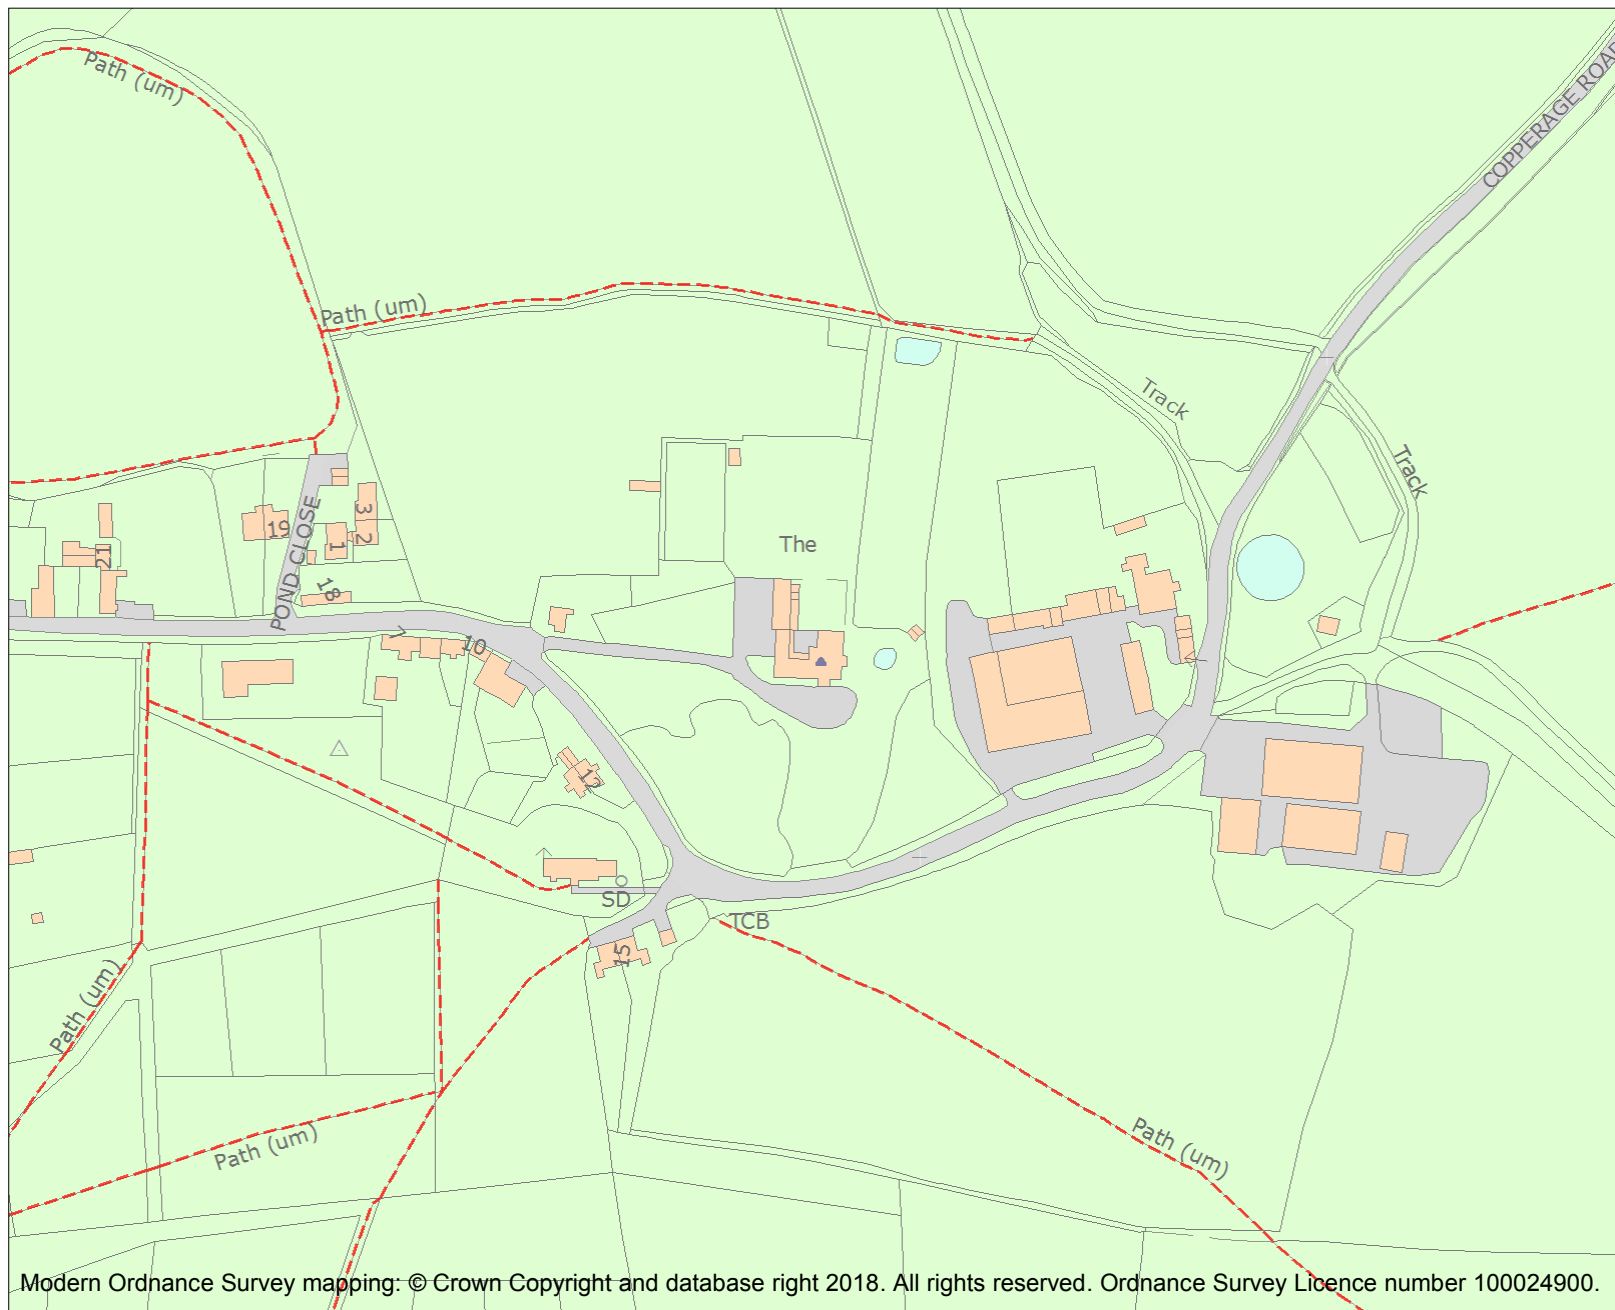 Path (um)
COPPERAGE ROAD
Path (um)
Track
Track
POND CLOSE
19
3
2
1
21
18
The
7
10
12
SD
TCB
15
Path (um)
Path (um)
Path (um)
Modern Ordnance Survey mapping: © Crown Copyright and database right 2018. All rights reserved. Ordnance Survey Licence number 100024900.